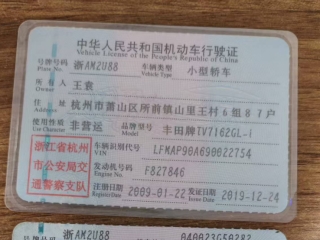 中华人民共和国机动车行驶证
Vehicle License of the People's Republic of China
号牌号码 浙AM2U88 车辆类型 小型轿车
Plate No. Vehicle Type
所有人 王袁
Owner
住址 杭州市萧山区所前镇山里王村6组87户
Address
使用性质 非营运 品牌型号 丰田牌TV7162GL-I
Use Character Model
浙江省杭州
市公安局交
通警察支队
车辆识别代号 LFMAP90A690022754
VIN
发动机号码 F827846
Engine No.
注册日期 2009-01-22 发证日期 2019-12-24
Register Date Issue Date
浙AM2U88